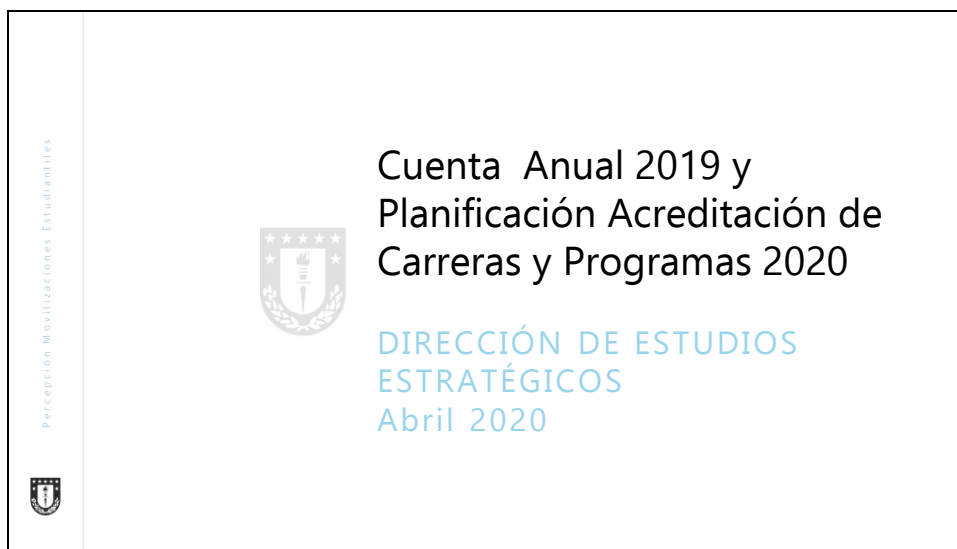 Percepción Movilizaciones Estudiantiles
Cuenta  Anual 2019 y
Planificación Acreditación de
Carreras y Programas 2020
DIRECCIÓN DE ESTUDIOS
ESTRATÉGICOS
Abril 2020